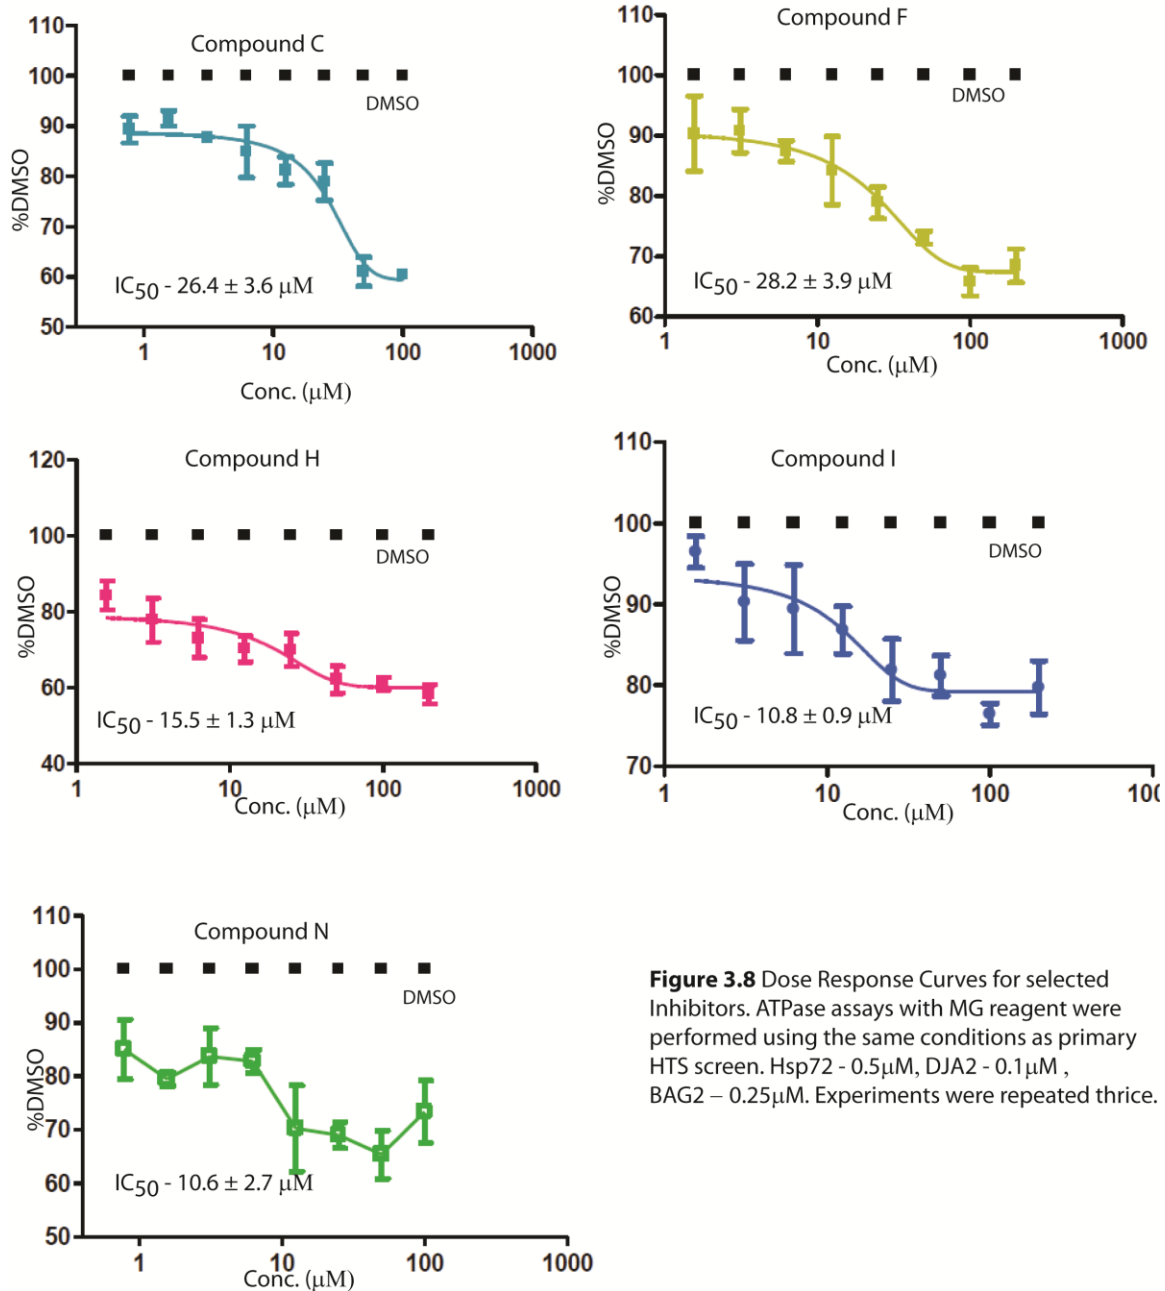 Compound C
110
100
90
80
70
60
50
%DMSO
DMSO
IC50 - 26.4 ± 3.6 μM
1
10
100
1000
Conc. (μM)
Compound F
110
100
90
80
70
60
%DMSO
DMSO
IC50 - 28.2 ± 3.9 μM
1
10
100
1000
Conc. (μM)
Compound H
120
100
80
60
40
%DMSO
DMSO
IC50 - 15.5 ± 1.3 μM
1
10
100
1000
Conc. (μM)
Compound I
110
100
90
80
70
%DMSO
DMSO
IC50 - 10.8 ± 0.9 μM
1
10
100
100
Conc. (μM)
Compound N
110
100
90
80
70
60
50
%DMSO
DMSO
IC50 - 10.6 ± 2.7 μM
1
10
100
1000
Conc. (μM)
Figure 3.8 Dose Response Curves for selected
Inhibitors. ATPase assays with MG reagent were
performed using the same conditions as primary
HTS screen. Hsp72 - 0.5μM, DJA2 - 0.1μM ,
BAG2 – 0.25μM. Experiments were repeated thrice.